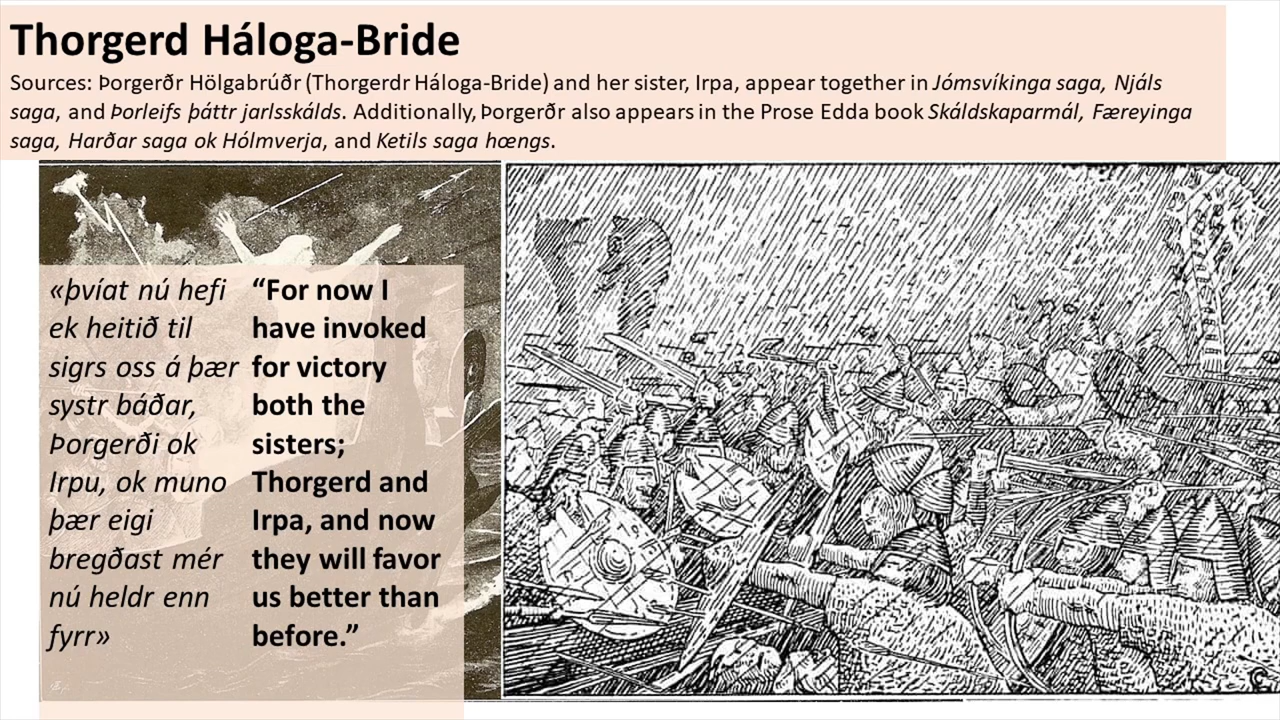 Thorgerd Háloga-Bride
Sources: Þorgerðr Hölgabrúðr (Thorgerdr Háloga-Bride) and her sister, Irpa, appear together in Jómsvíkinga saga, Njáls
saga, and Þorleifs þáttr jarlsskálds. Additionally, Þorgerðr also appears in the Prose Edda book Skáldskaparmál, Færeyinga
saga, Harðar saga ok Hólmverja, and Ketils saga hœngs.
«þvíat nú hefi
ek heitið til
sigrs oss á þær
systr báðar,
Þorgerði ok
Irpu, ok muno
þær eigi
bregðast mér
nú heldr enn
fyrr»
“For now I
have invoked
for victory
both the
sisters;
Thorgerd and
Irpa, and now
they will favor
us better than
before.”